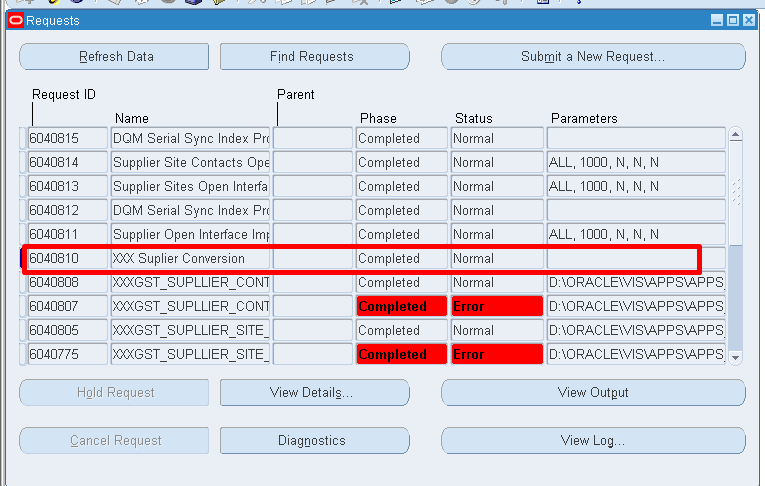 Requests
Refresh Data Find Requests Submit a New Request...
Request ID Parent
Name Phase Status Parameters
6040815 DQM Serial Sync Index Pro Completed Normal
6040814 Supplier Site Contacts Ope Completed Normal ALL, 1000, N, N, N
6040813 Supplier Sites Open Interfa Completed Normal ALL, 1000, N, N, N
6040812 DQM Serial Sync Index Pro Completed Normal
6040811 Supplier Open Interface Imp Completed Normal ALL, 1000, N, N, N
6040810 XXX Suplier Conversion Completed Normal
6040808 XXXGST_SUPLLIER_CONT Completed Normal D:\ORACLE\VIS\APPS\APPS_
6040807 XXXGST_SUPLLIER_CONT Completed Error D:\ORACLE\VIS\APPS\APPS_
6040805 XXXGST_SUPLLIER_SITE_ Completed Normal D:\ORACLE\VIS\APPS\APPS_
6040775 XXXGST_SUPLLIER_SITE_ Completed Error D:\ORACLE\VIS\APPS\APPS_
Hold Request View Details... View Output
Cancel Request Diagnostics View Log...